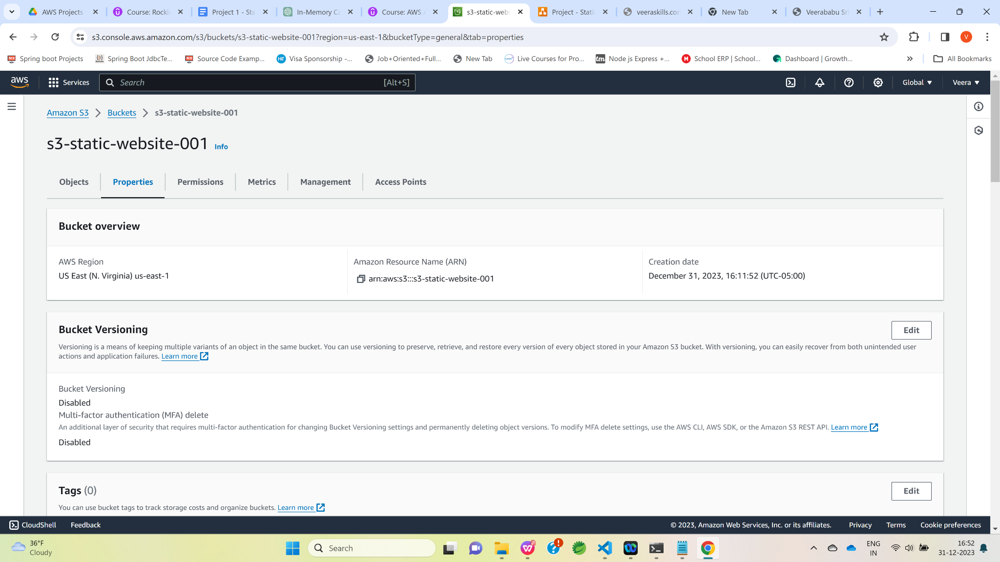 AWS Projects
Course: Rocki
Project 1 - Sta
In-Memory Ca
Course: AWS A
s3-static-webs
Project - Stati
veeraskills.com
New Tab
Veerababu Sri
s3.console.aws.amazon.com/s3/buckets/s3-static-website-001?region=us-east-1&bucketType=general&tab=properties
V
Spring boot Projects
Spring Boot JdbcTe...
Source Code Examp...
Visa Sponsorship -...
Job+Oriented+Full...
New Tab
Live Courses for Pro...
tm Node js Express +...
M School ERP | School...
Dashboard | Growth...
All Bookmarks
aws
Services
Search
[Alt+S]
Global
Veera
Amazon S3 > Buckets > s3-static-website-001
s3-static-website-001 Info
Objects
Properties
Permissions
Metrics
Management
Access Points
Bucket overview
AWS Region
US East (N. Virginia) us-east-1
Amazon Resource Name (ARN)
arn:aws:s3:::s3-static-website-001
Creation date
December 31, 2023, 16:11:52 (UTC-05:00)
Bucket Versioning
Edit
Versioning is a means of keeping multiple variants of an object in the same bucket. You can use versioning to preserve, retrieve, and restore every version of every object stored in your Amazon S3 bucket. With versioning, you can easily recover from both unintended user
actions and application failures. Learn more
Bucket Versioning
Disabled
Multi-factor authentication (MFA) delete
An additional layer of security that requires multi-factor authentication for changing Bucket Versioning settings and permanently deleting object versions. To modify MFA delete settings, use the AWS CLI, AWS SDK, or the Amazon S3 REST API. Learn more
Disabled
Tags (0)
Edit
You can use bucket tags to track storage costs and organize buckets. Learn more
CloudShell
Feedback
© 2023, Amazon Web Services, Inc. or its affiliates.
Privacy
Terms
Cookie preferences
36°F
Cloudy
Search
ENG
IN
16:52
31-12-2023